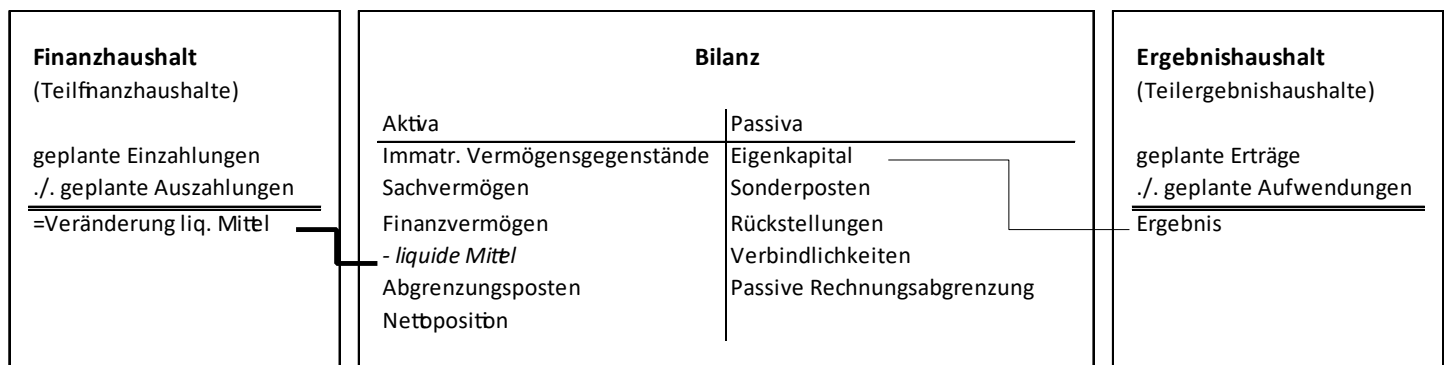 Finanzhaushalt
(Teilfinanzhaushalte)
geplante Einzahlungen
./. geplante Auszahlungen
=Veränderung liq. Mittel
Bilanz
Aktiva
Passiva
Immatr. Vermögensgegenstände
Eigenkapital
Sachvermögen
Sonderposten
Finanzvermögen
Rückstellungen
- liquide Mittel
Verbindlichkeiten
Abgrenzungsposten
Passive Rechnungsabgrenzung
Nettoposition
Ergebnishaushalt
(Teilergebnishaushalte)
geplante Erträge
./. geplante Aufwendungen
Ergebnis